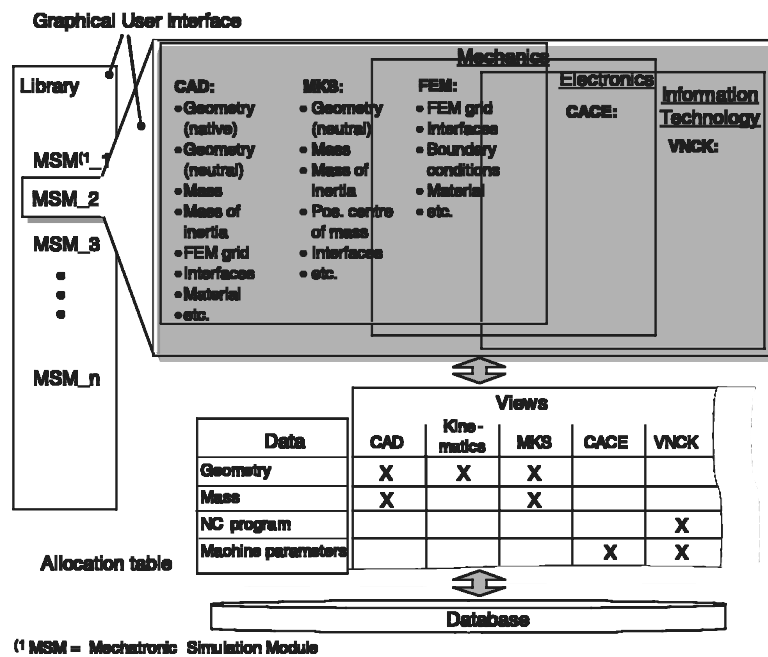 Graphical User Interface
Library
MSM(1_1
MSM_2
MSM_3
MSM_n
Mechanics
Electronics
Information
Technology
CAD:
• Geometry
(native)
• Geometry
(neutral)
• Mass
• Mass of
inertia
• FEM grid
• Interfaces
• Material
• etc.
MKS:
• Geometry
(neutral)
• Mass
• Mass of
inertia
• Pos. centre
of mass
• Interfaces
• etc.
FEM:
• FEM grid
• Interfaces
• Boundary
conditions
• Material
• etc.
CACE:
VNCK:
Views
Data CAD Kine- MKS CACE VNCK
matics
Geometry X X X
Mass X X
NC program X
Machine parameters X X
Allocation table
Database
(1 MSM = Mechatronic Simulation Module